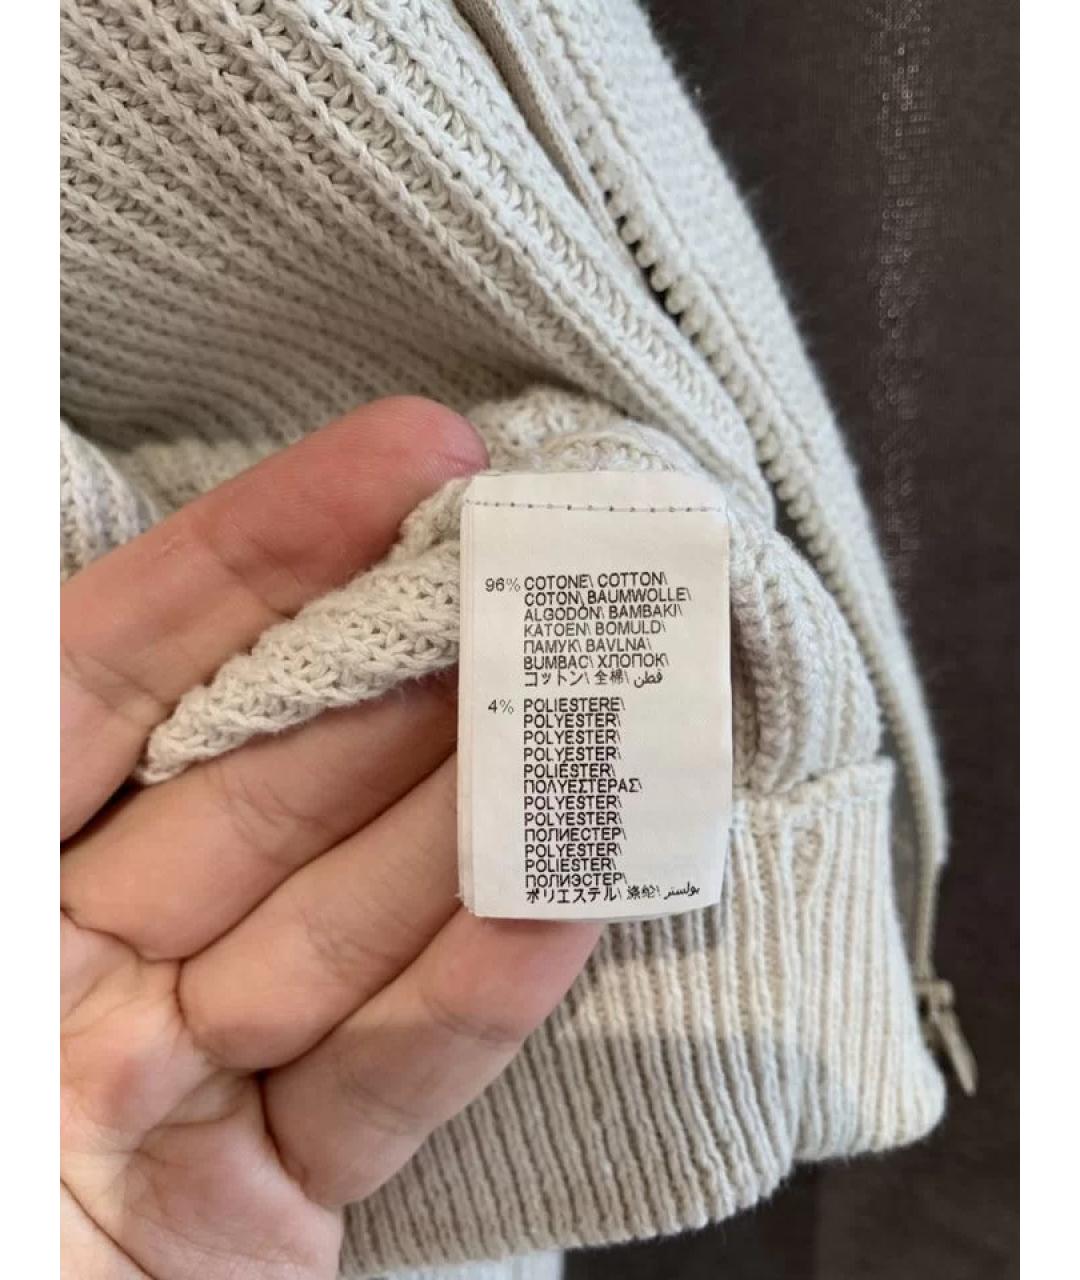 96% COTONE\ COTTON\
COTON\ BAUMWOLLE\
ALGODÓN\ BAMBAKI\
KATOEN\ BOMULD\
ПАМУК\ BAVLNA\
BUMBAC\ ХЛОПОК\
コットン\ 全棉\ قطن
4% POLIESTERE\
POLYESTER\
POLYESTER\
POLYESTER\
POLIÉSTER\
ΠΟΛΥΕΣΤΕΡΑΣ\
POLYESTER\
POLYESTER\
ПОЛИЕСТЕР\
POLYESTER\
POLIESTER\
ПОЛИЭСТЕР\
ポリエステル\ 涤纶\ بولستر